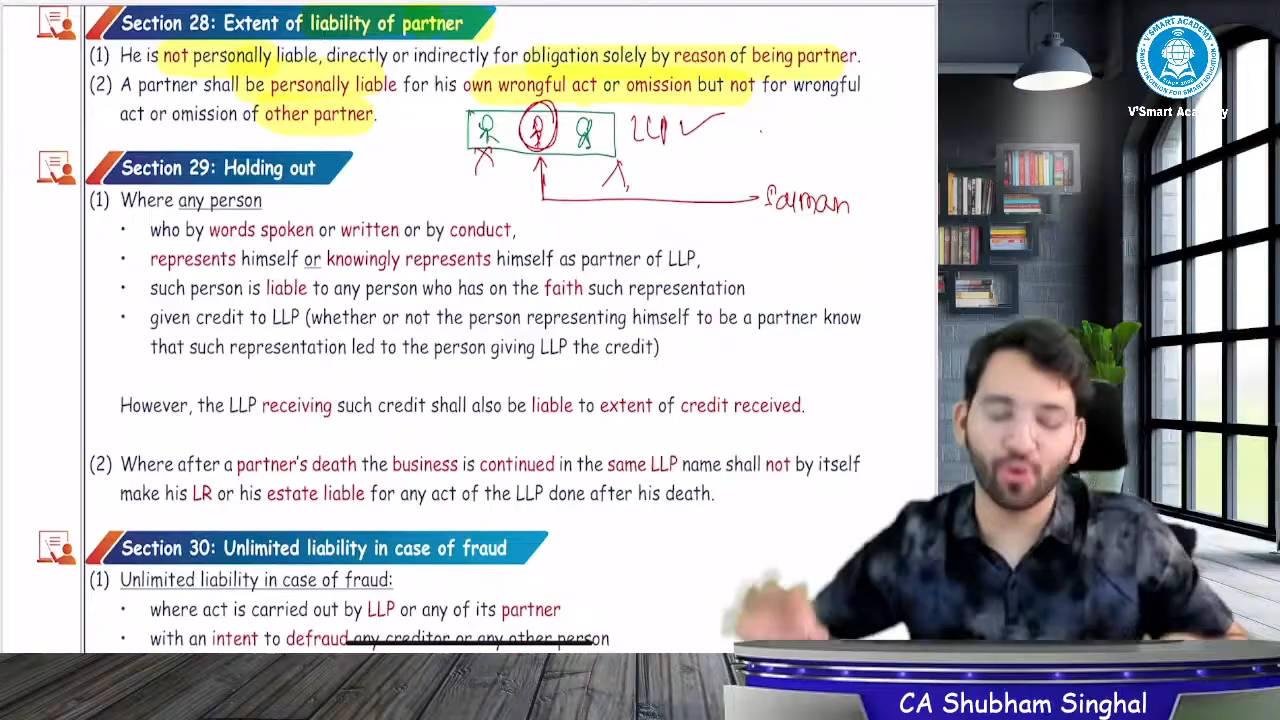 Section 28: Extent of liability of partner
(1) He is not personally liable, directly or indirectly for obligation solely by reason of being partner.
(2) A partner shall be personally liable for his own wrongful act or omission but not for wrongful
act or omission of other partner.
LLP
Section 29: Holding out
(1) Where any person
• who by words spoken or written or by conduct,
• represents himself or knowingly represents himself as partner of LLP,
• such person is liable to any person who has on the faith such representation
• given credit to LLP (whether or not the person representing himself to be a partner know
that such representation led to the person giving LLP the credit)
However, the LLP receiving such credit shall also be liable to extent of credit received.
(2) Where after a partner's death the business is continued in the same LLP name shall not by itself
make his LR or his estate liable for any act of the LLP done after his death.
Section 30: Unlimited liability in case of fraud
(1) Unlimited liability in case of fraud:
• where act is carried out by LLP or any of its partner
• with an intent to defraud any creditor or any other person
V'SMART ACADEMY
SMART DECISION FOR SMART EDUCATION
V'Smart Academy
CA Shubham Singhal